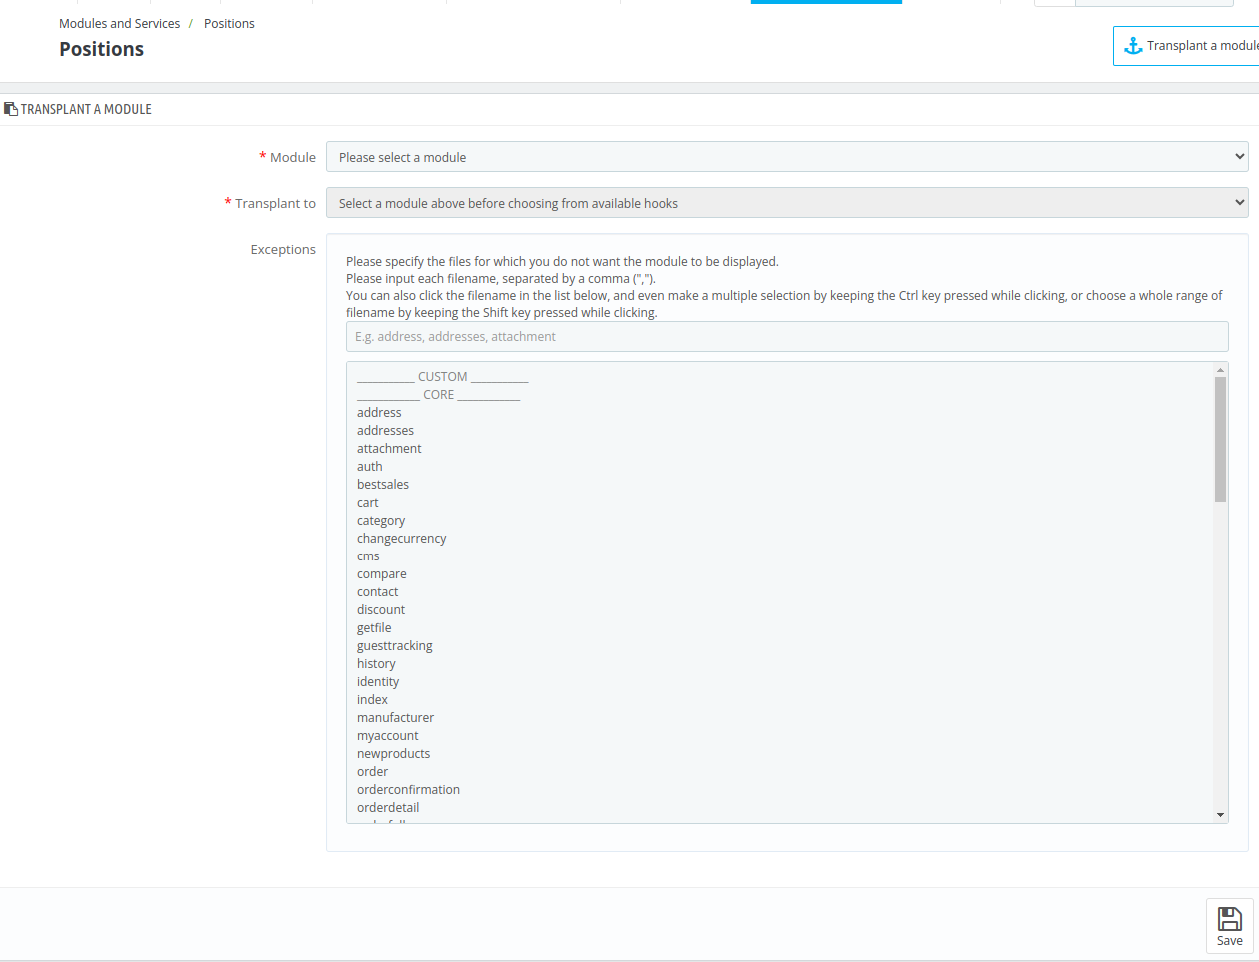 Modules and Services / Positions
Positions
Transplant a module
TRANSPLANT A MODULE
* Module
Please select a module
* Transplant to
Select a module above before choosing from available hooks
Exceptions
Please specify the files for which you do not want the module to be displayed.
Please input each filename, separated by a comma (",").
You can also click the filename in the list below, and even make a multiple selection by keeping the Ctrl key pressed while clicking, or choose a whole range of
filename by keeping the Shift key pressed while clicking.
E.g. address, addresses, attachment
___________ CUSTOM ___________
____________ CORE ____________
address
addresses
attachment
auth
bestsales
cart
category
changecurrency
cms
compare
contact
discount
getfile
guesttracking
history
identity
index
manufacturer
myaccount
newproducts
order
orderconfirmation
orderdetail
Save